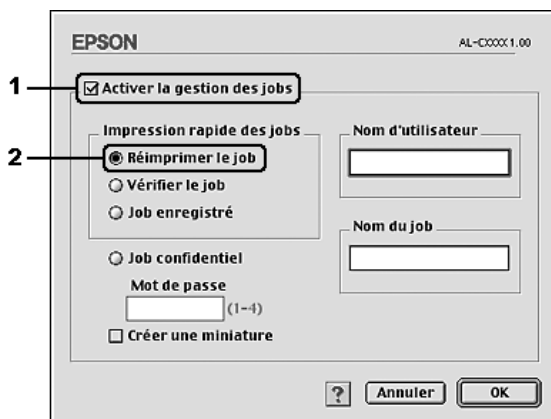 EPSON
AL-CXXXX 1.00
1
Activer la gestion des jobs
Impression rapide des jobs
2
Réimprimer le job
Vérifier le job
Job enregistré
Job confidentiel
Mot de passe
(1-4)
Créer une miniature
Nom d'utilisateur
Nom du job
?
Annuler
OK